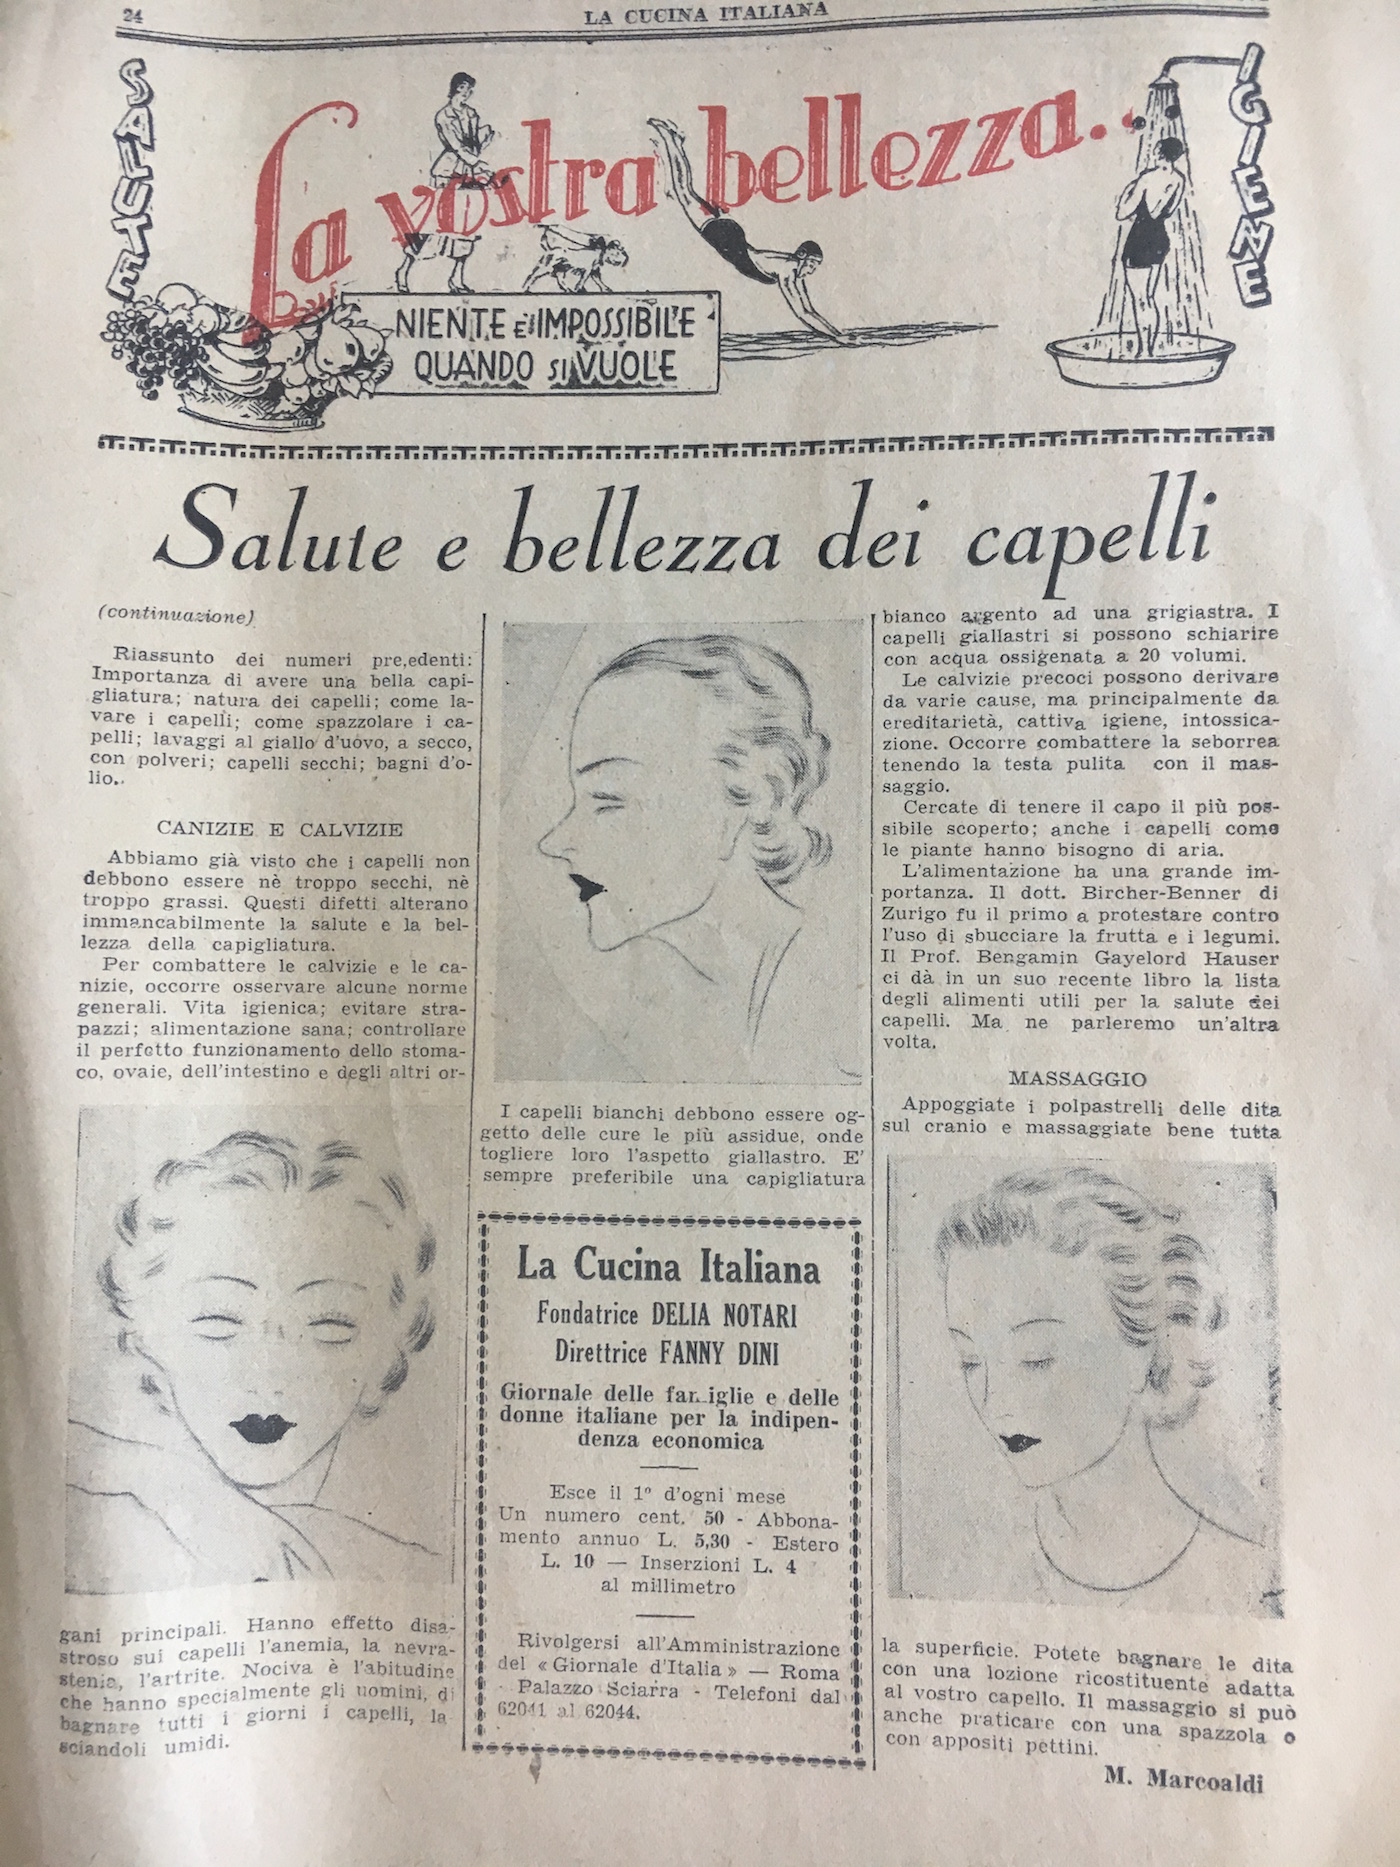 24
LA CUCINA ITALIANA
La vostra bellezza..
IGIENE
NIENTE E' IMPOSSIBILE
QUANDO SI VUOLE
Salute e bellezza dei capelli
(continuazione)
Riassunto dei numeri pre,edenti:
Importanza di avere una bella capi-
gliatura; natura dei capelli; come la-
vare i capelli; come spazzolare i ca-
pelli; lavaggi al giallo d'uovo, a secco,
con polveri; capelli secchi; bagni d'o-
lio.
CANIZIE E CALVIZIE
Abbiamo già visto che i capelli non
debbono essere nè troppo secchi, nè
troppo grassi. Questi difetti alterano
immancabilmente la salute e la bel-
lezza della capigliatura.
Per combattere le calvizie e le ca-
nizie, occorre osservare alcune norme
generali. Vita igienica; evitare stra-
pazzi; alimentazione sana; controllare
il perfetto funzionamento dello stoma-
co, ovaie, dell'intestino e degli altri or-
gani principali. Hanno effetto disa-
stroso sui capelli l'anemia, la nevra-
stenia, l'artrite. Nociva è l'abitudine
che hanno specialmente gli uomini, di
bagnare tutti i giorni i capelli, la
sciandoli umidi.
I capelli bianchi debbono essere og-
getto delle cure le più assidue, onde
togliere loro l'aspetto giallastro. E'
sempre preferibile una capigliatura
La Cucina Italiana
Fondatrice DELIA NOTARI
Direttrice FANNY DINI
Giornale delle famiglie e delle
donne italiane per la indipen-
denza economica
Esce il 1° d'ogni mese
Un numero cent. 50 - Abbona-
mento annuo L. 5,30 - Estero
L. 10 — Inserzioni L. 4
al millimetro
Rivolgersi all'Amministrazione
del « Giornale d'Italia » — Roma
- Palazzo Sciarra - Telefoni dal
62041 al 62044.
bianco argento ad una grigiastra. I
capelli giallastri si possono schiarire
con acqua ossigenata a 20 volumi.
Le calvizie precoci possono derivare
da varie cause, ma principalmente da
ereditarietà, cattiva igiene, intossica-
zione. Occorre combattere la seborrea
tenendo la testa pulita con il mas-
saggio.
Cercate di tenere il capo il più pos-
sibile scoperto; anche i capelli come
le piante hanno bisogno di aria.
L'alimentazione ha una grande im-
portanza. Il dott. Bircher-Benner di
Zurigo fu il primo a protestare contro
l'uso di sbucciare la frutta e i legumi.
Il Prof. Bengamin Gayelord Hauser
ci dà in un suo recente libro la lista
degli alimenti utili per la salute dei
capelli. Ma ne parleremo un'altra
volta.
MASSAGGIO
Appoggiate i polpastrelli delle dita
sul cranio e massaggiate bene tutta
la superficie. Potete bagnare le dita
con una lozione ricostituente adatta
al vostro capello. Il massaggio si può
anche praticare con una spazzola o
con appositi pettini.
M. Marcoaldi